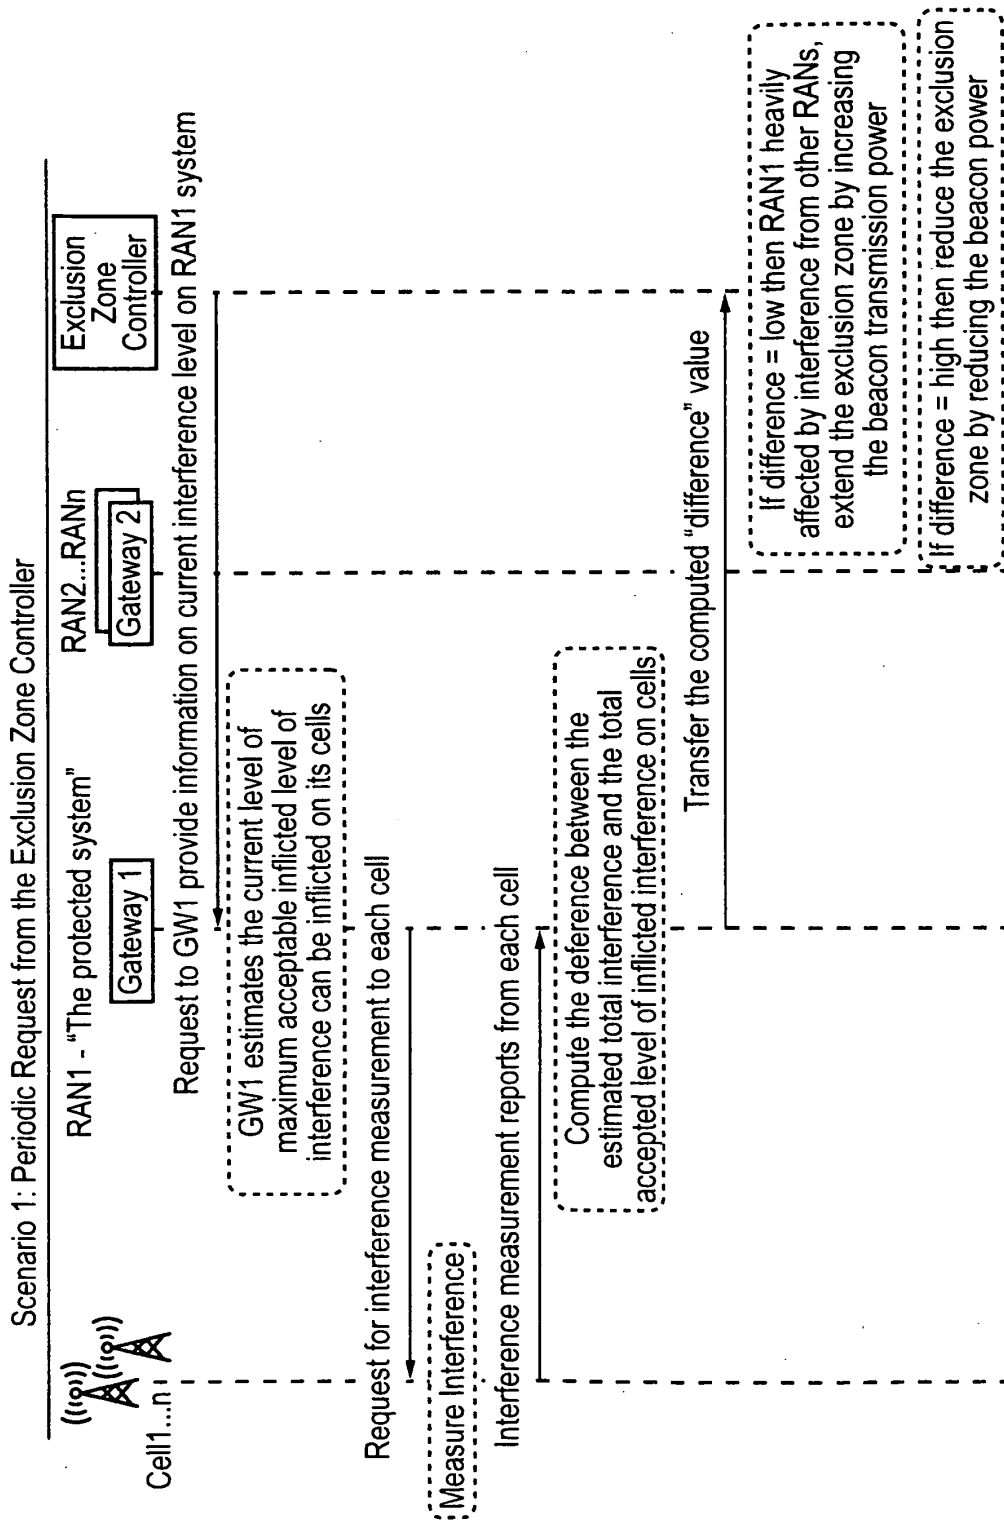 Scenario 1: Periodic Request from the Exclusion Zone Controller
Cell1...n
RAN1 - “The protected system”
Gateway 1
RAN2...RANn
Gateway 2
Exclusion
Zone
Controller
Request to GW1 provide information on current interference level on RAN1 system
GW1 estimates the current level of
maximum acceptable inflicted level of
interference can be inflicted on its cells
Request for interference measurement to each cell
Measure Interference
Interference measurement reports from each cell
Compute the deference between the
estimated total interference and the total
accepted level of inflicted interference on cells
Transfer the computed “difference” value
If difference = low then RAN1 heavily
affected by interference from other RANs,
extend the exclusion zone by increasing
the beacon transmission power
If difference = high then reduce the exclusion
zone by reducing the beacon power